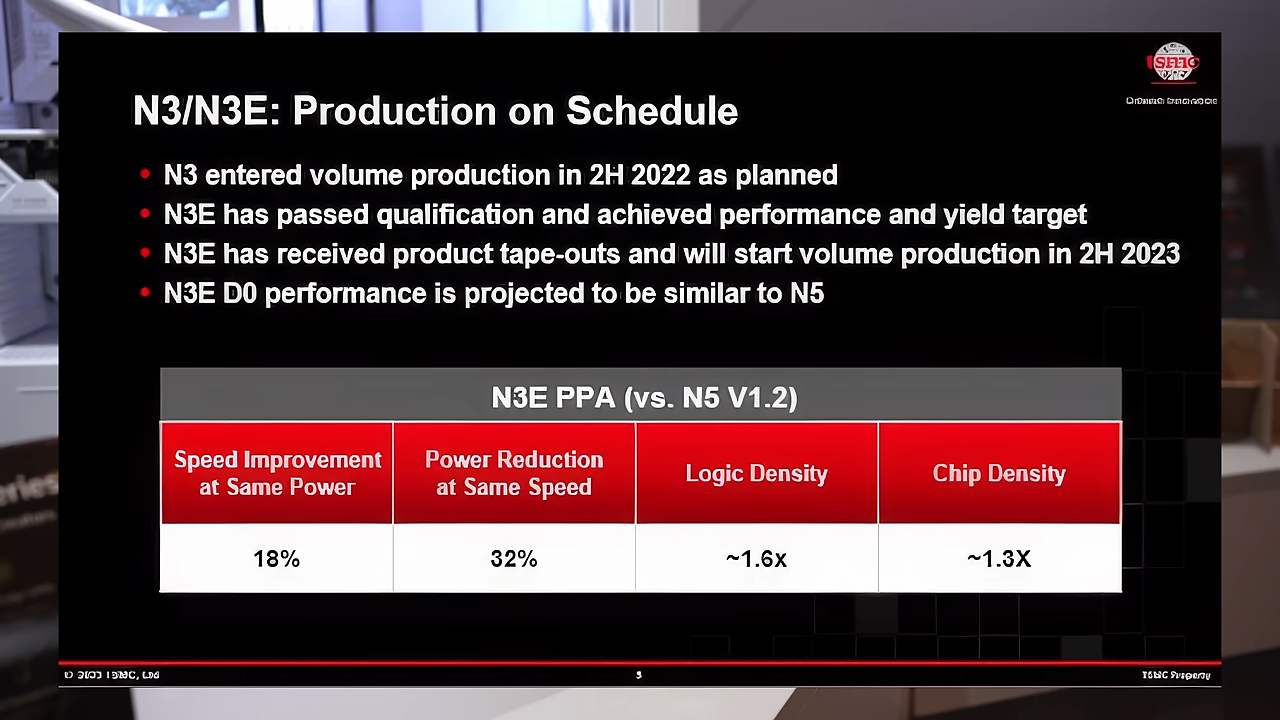 N3/N3E: Production on Schedule
• N3 entered volume production in 2H 2022 as planned
• N3E has passed qualification and achieved performance and yield target
• N3E has received product tape-outs and will start volume production in 2H 2023
• N3E D0 performance is projected to be similar to N5
N3E PPA (vs. N5 V1.2)
Speed Improvement
at Same Power
Power Reduction
at Same Speed
Logic Density
Chip Density
18%
32%
~1.6x
~1.3X
TSMC Property